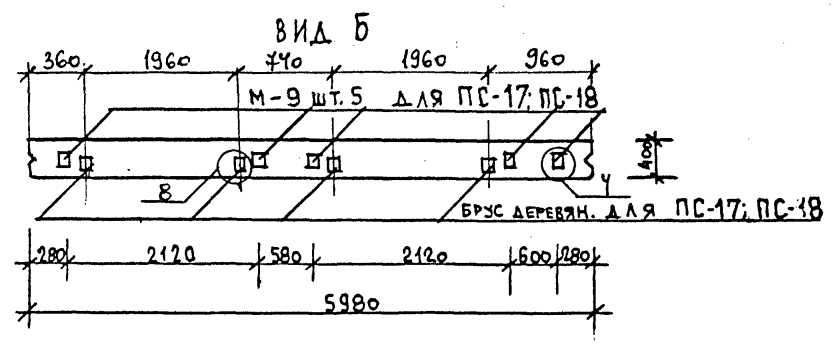 ВИД Б
360 1960 740 1960 960
М-9 шт. 5 ДЛЯ ПС-17; ПС-18
400
8 4
БРУС ДЕРЕВЯН. ДЛЯ ПС-17; ПС-18
280 2120 580 2120 600 280
5980